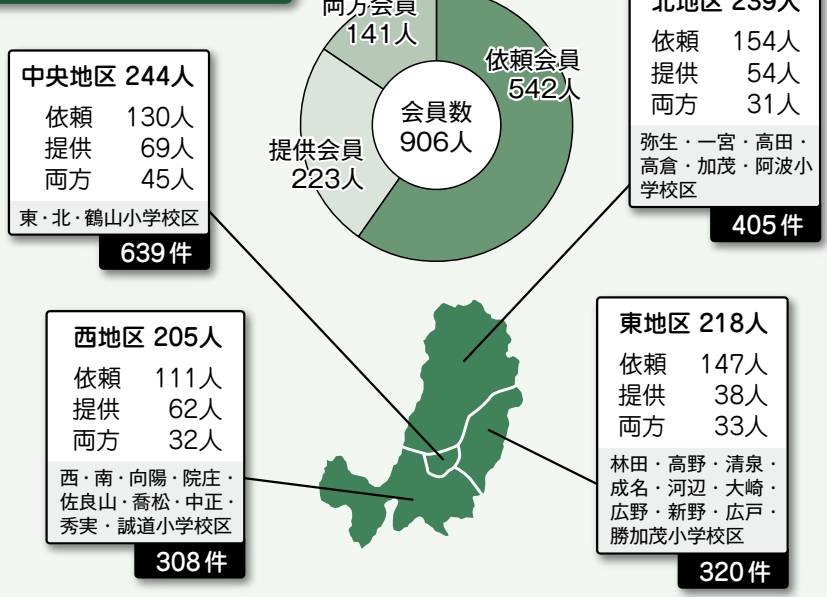 両方会員
141人
依頼会員
542人
会員数
906人
提供会員
223人
中央地区 244人
依頼 130人
提供 69人
両方 45人
東・北・鶴山小学校区
639件
北地区 239人
依頼 154人
提供 54人
両方 31人
弥生・一宮・高田・
高倉・加茂・阿波小
学校区
405件
西地区 205人
依頼 111人
提供 62人
両方 32人
西・南・向陽・院庄・
佐良山・喬松・中正・
秀実・誠道小学校区
308件
東地区 218人
依頼 147人
提供 38人
両方 33人
林田・高野・清泉・
成名・河辺・大崎・
広野・新野・広戸・
勝加茂小学校区
320件